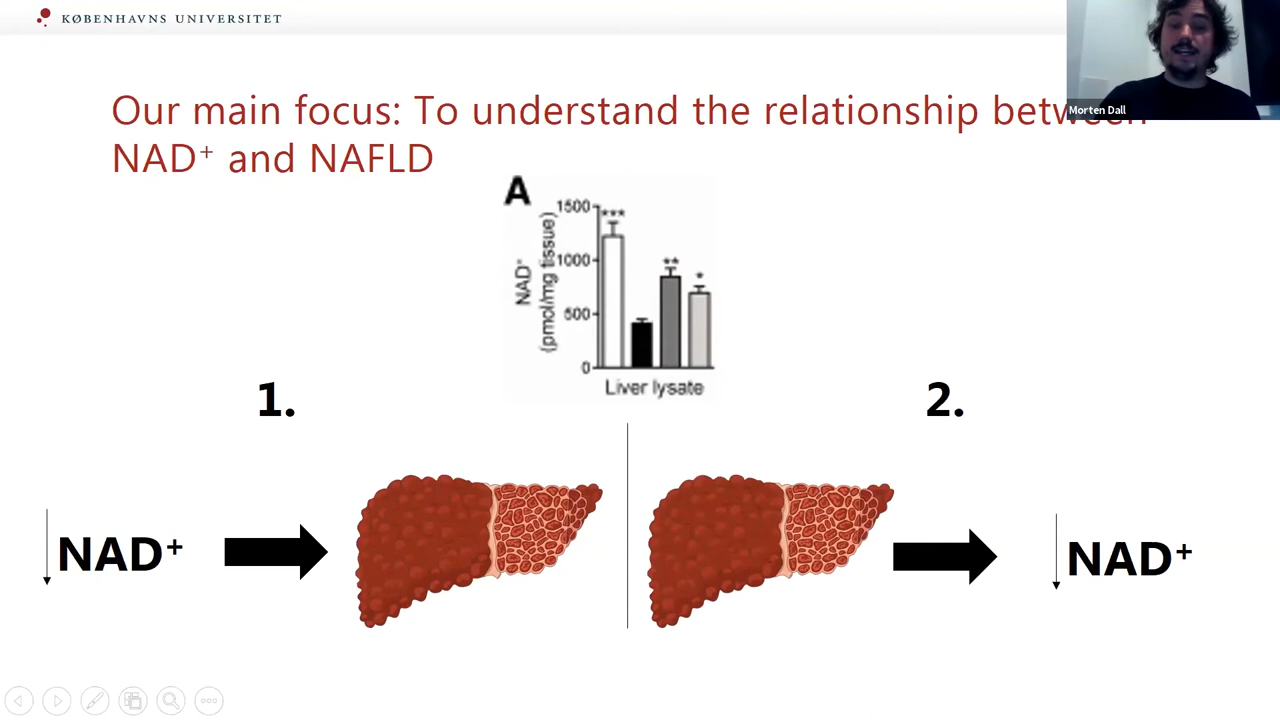 KØBENHAVNS UNIVERSITET
Morten Dall
Our main focus: To understand the relationship between
NAD⁺ and NAFLD
A
NAD⁺
(pmol/mg tissue)
1500
1000
500
0
***
**
*
Liver lysate
1.
2.
NAD⁺
NAD⁺